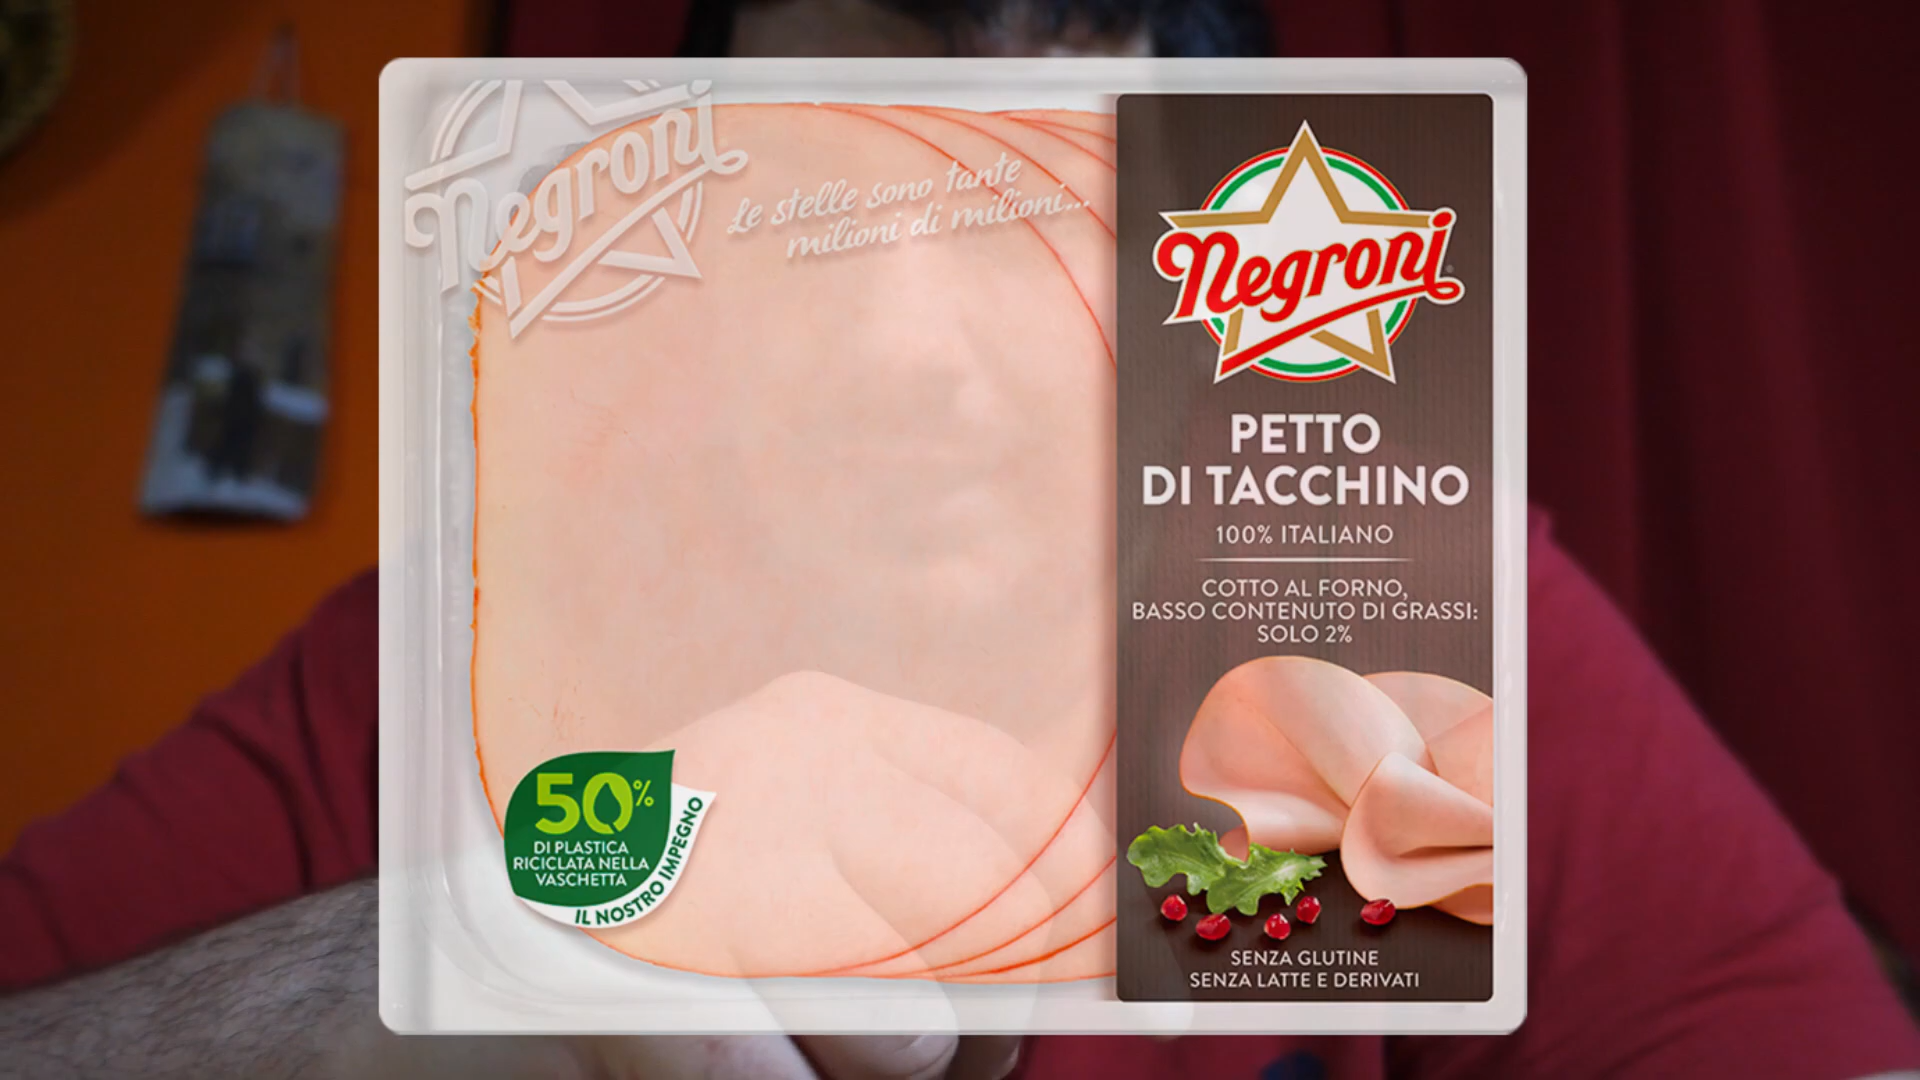 Negroni
Le stelle sono tante
milioni di milioni...
Negroni
PETTO
DI TACCHINO
100% ITALIANO
COTTO AL FORNO,
BASSO CONTENUTO DI GRASSI:
SOLO 2%
50%
DI PLASTICA
RICICLATA NELLA
VASCHETTA
IL NOSTRO IMPEGNO
SENZA GLUTINE
SENZA LATTE E DERIVATI